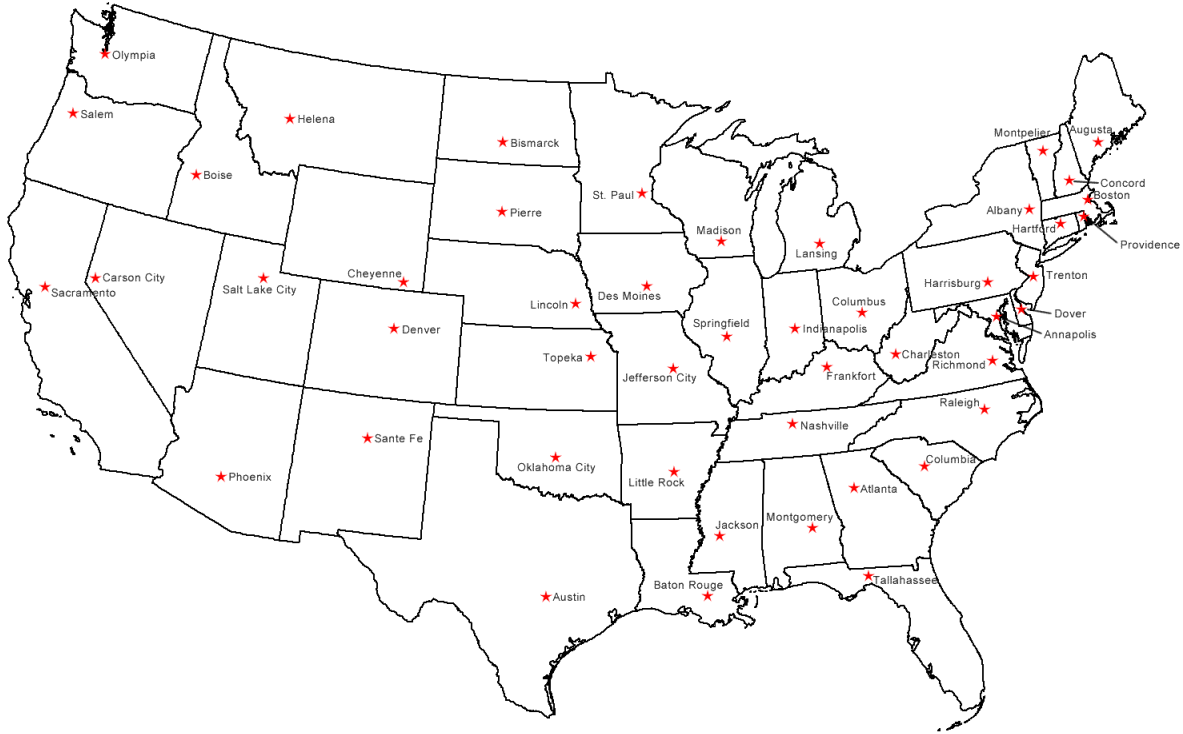 Olympia
Salem
Helena
Boise
Bismarck
Pierre
St. Paul
Madison
Lansing
Montpelier
Augusta
Concord
Boston
Albany
Hartford
Providence
Carson City
Sacramento
Salt Lake City
Cheyenne
Denver
Lincoln
Des Moines
Topeka
Jefferson City
Springfield
Indianapolis
Columbus
Harrisburg
Trenton
Dover
Annapolis
Charleston
Richmond
Frankfort
Raleigh
Nashville
Sante Fe
Phoenix
Oklahoma City
Little Rock
Columbia
Atlanta
Montgomery
Jackson
Baton Rouge
Tallahassee
Austin